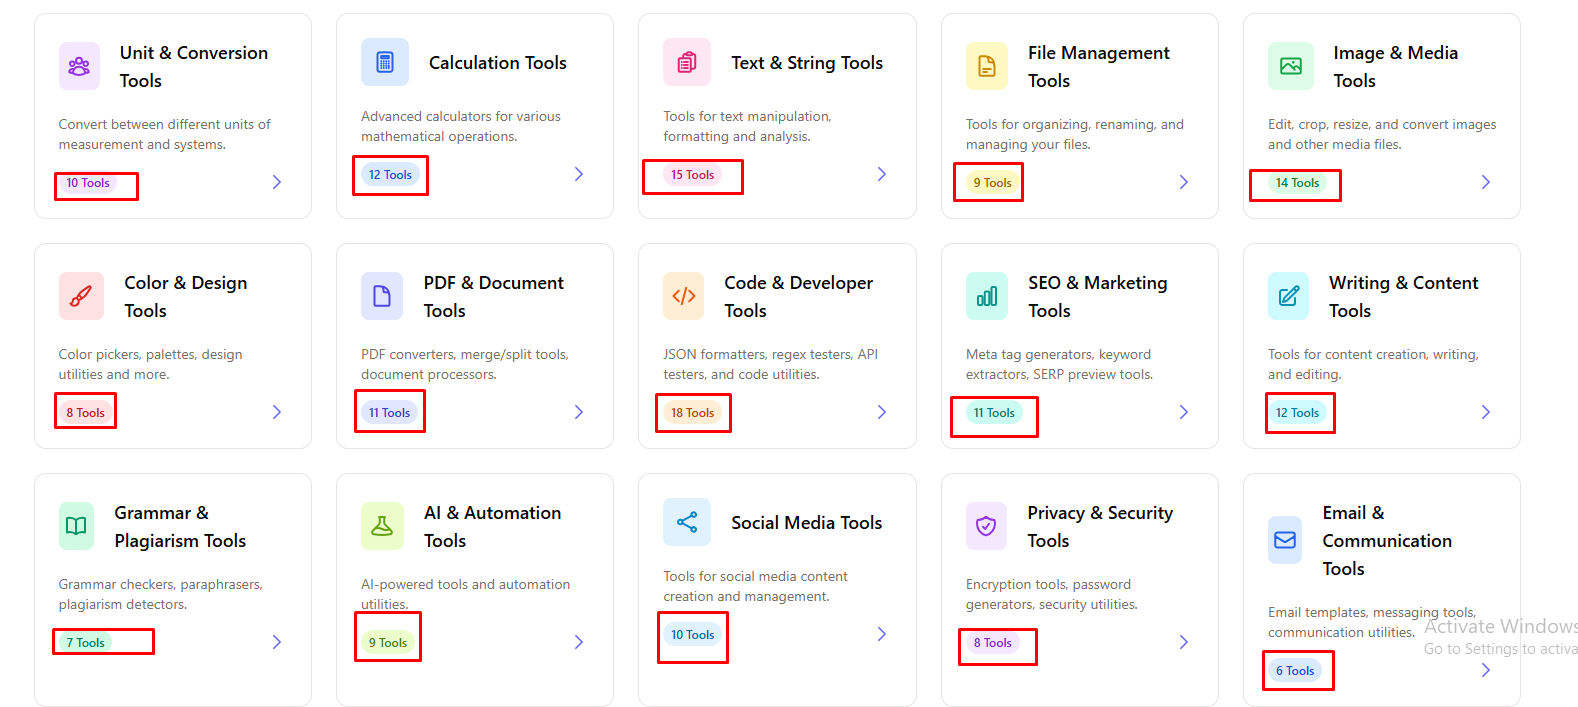 Unit & Conversion
Tools
Convert between different units of
measurement and systems.
10 Tools
Calculation Tools
Advanced calculators for various
mathematical operations.
12 Tools
Text & String Tools
Tools for text manipulation,
formatting and analysis.
15 Tools
File Management
Tools
Tools for organizing, renaming, and
managing your files.
9 Tools
Image & Media
Tools
Edit, crop, resize, and convert images
and other media files.
14 Tools
Color & Design
Tools
Color pickers, palettes, design
utilities and more.
8 Tools
PDF & Document
Tools
PDF converters, merge/split tools,
document processors.
11 Tools
Code & Developer
Tools
JSON formatters, regex testers, API
testers, and code utilities.
18 Tools
SEO & Marketing
Tools
Meta tag generators, keyword
extractors, SERP preview tools.
11 Tools
Writing & Content
Tools
Tools for content creation, writing,
and editing.
12 Tools
Grammar &
Plagiarism Tools
Grammar checkers, paraphrasers,
plagiarism detectors.
7 Tools
AI & Automation
Tools
AI-powered tools and automation
utilities.
9 Tools
Social Media Tools
Tools for social media content
creation and management.
10 Tools
Privacy & Security
Tools
Encryption tools, password
generators, security utilities.
8 Tools
Email &
Communication
Tools
Email templates, messaging tools,
communication utilities.
6 Tools
Activate Windows
Go to Settings to activa